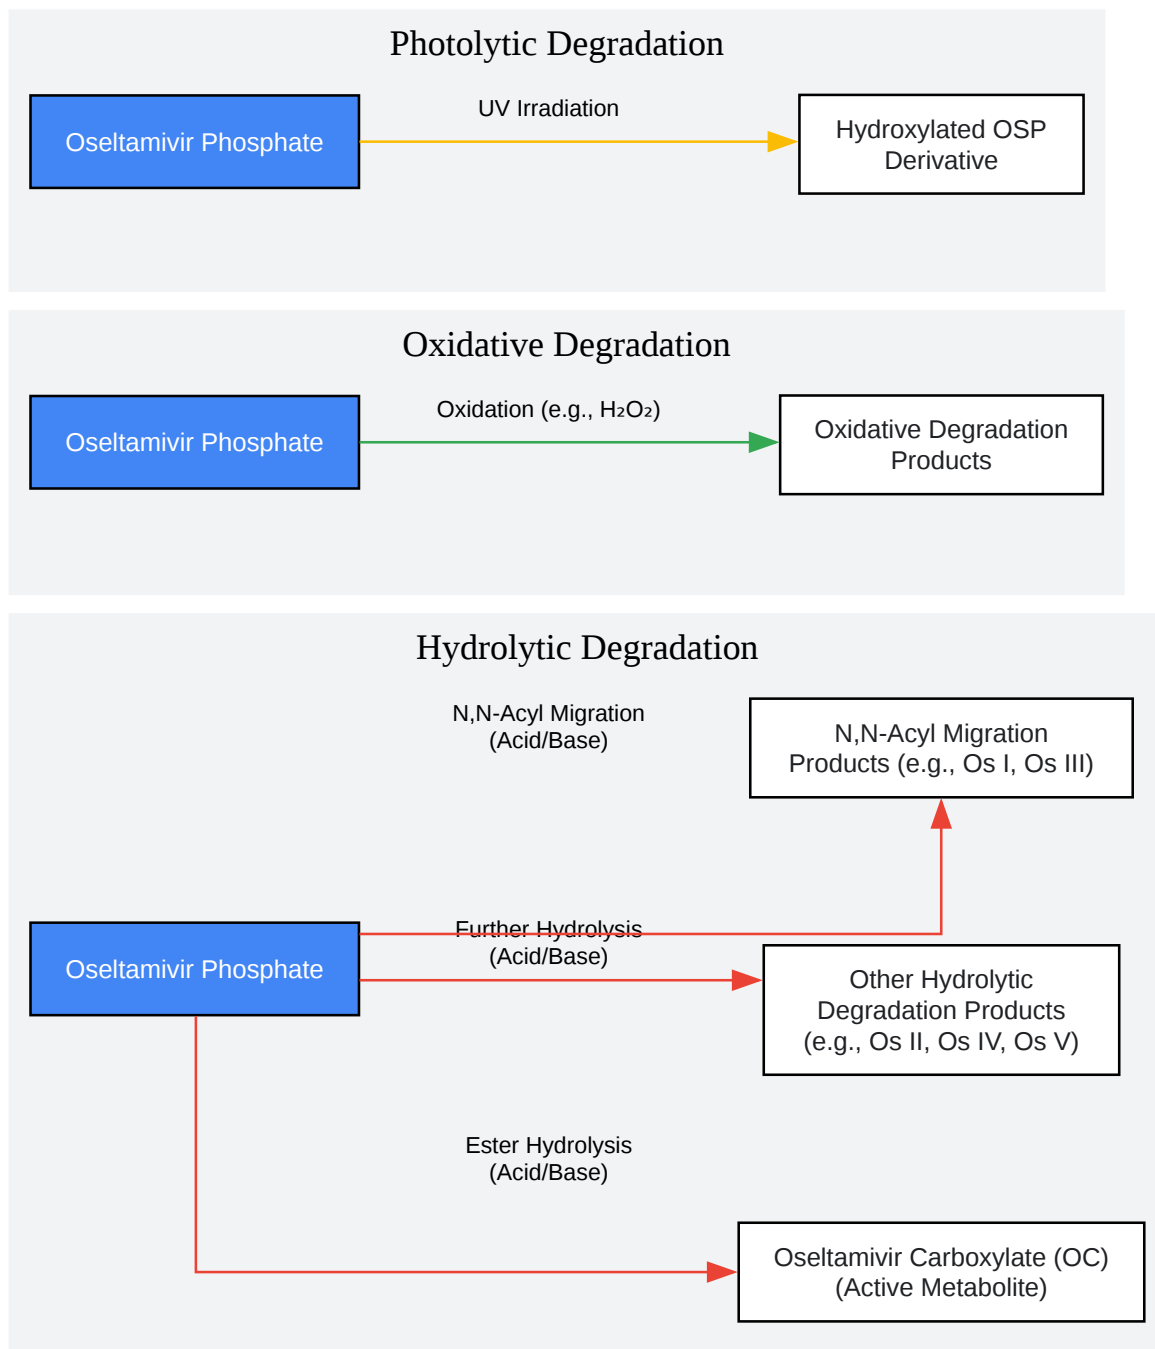 Photolytic Degradation
UV Irradiation
Oseltamivir Phosphate
Hydroxylated OSP
Derivative
Oxidative Degradation
Oxidation (e.g., H₂O₂)
Oseltamivir Phosphate
Oxidative Degradation
Products
Hydrolytic Degradation
N,N-Acyl Migration
(Acid/Base)
N,N-Acyl Migration
Products (e.g., Os I, Os III)
Oseltamivir Phosphate
Further Hydrolysis
(Acid/Base)
Other Hydrolytic
Degradation Products
(e.g., Os II, Os IV, Os V)
Ester Hydrolysis
(Acid/Base)
Oseltamivir Carboxylate (OC)
(Active Metabolite)